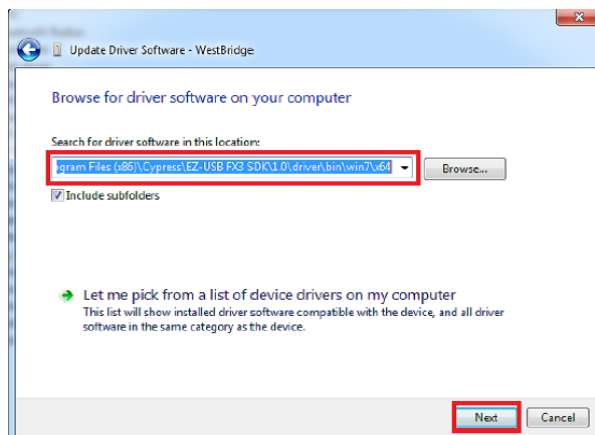 Update Driver Software - WestBridge
Browse for driver software on your computer
Search for driver software in this location:
gram Files (x86)\Cypress\EZ-USB FX3 SDK\1.0\driver\bin\win7\x64
Browse...
Include subfolders
Let me pick from a list of device drivers on my computer
This list will show installed driver software compatible with the device, and all driver
software in the same category as the device.
Next
Cancel